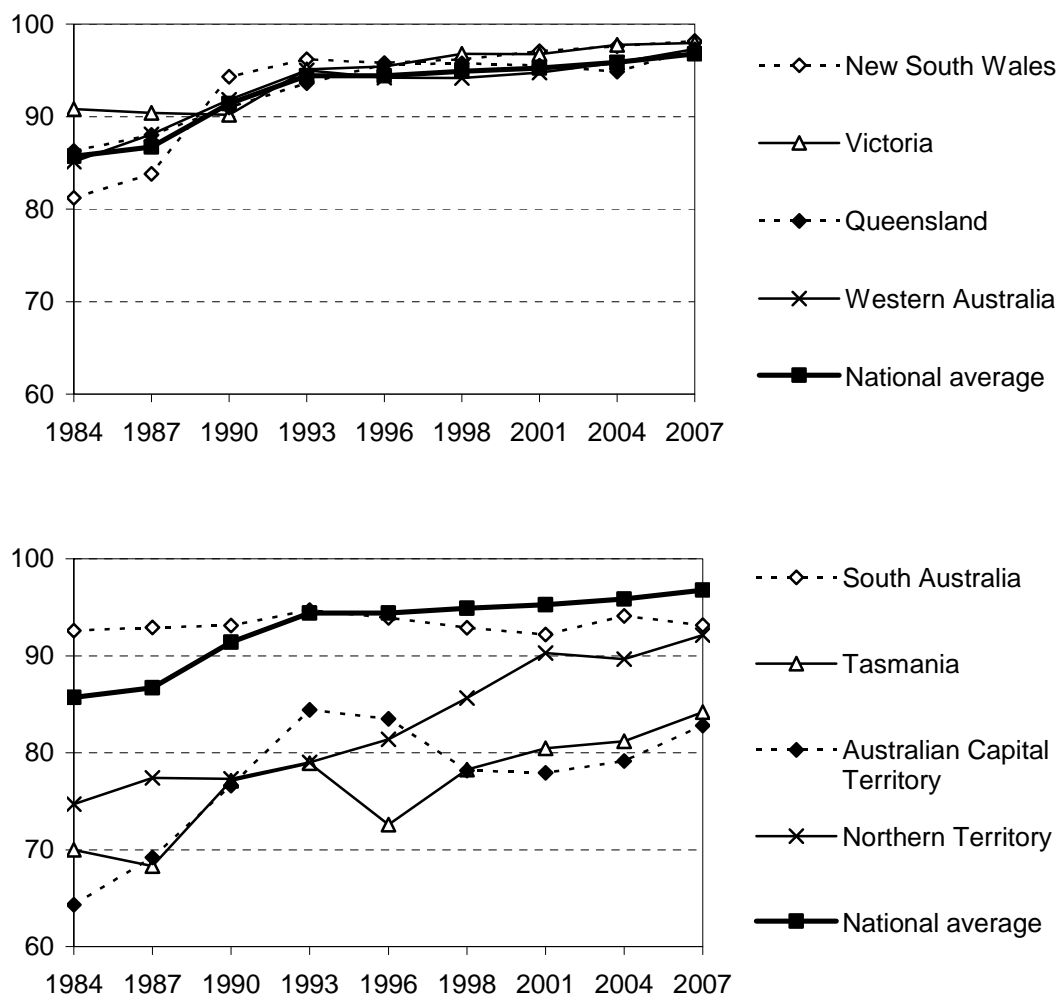 100
90
80
70
60
1984 1987 1990 1993 1996 1998 2001 2004 2007
New South Wales
Victoria
Queensland
Western Australia
National average
100
90
80
70
60
1984 1987 1990 1993 1996 1998 2001 2004 2007
South Australia
Tasmania
Australian Capital
Territory
Northern Territory
National average